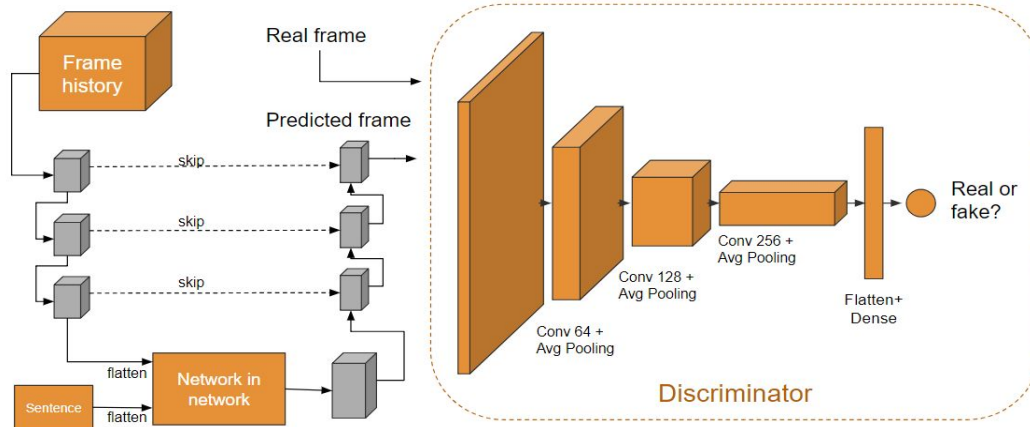 Frame
history
Real frame
Predicted frame
skip
skip
skip
flatten
flatten
Sentence
Network in
network
Conv 64 +
Avg Pooling
Conv 128 +
Avg Pooling
Conv 256 +
Avg Pooling
Flatten+
Dense
Real or
fake?
Discriminator